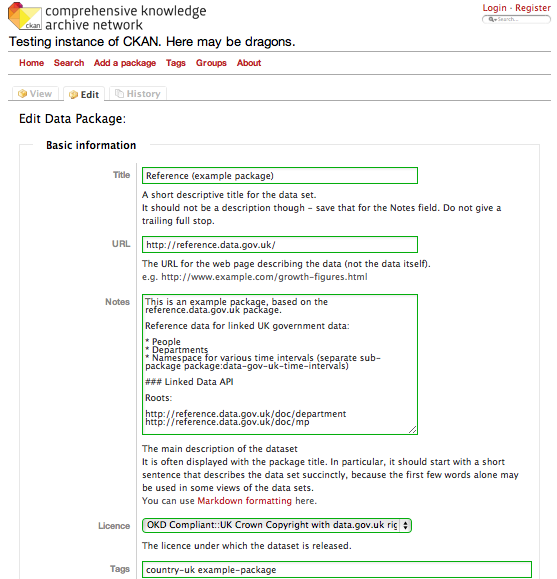 comprehensive knowledge
archive network
ckan
Login - Register
Search...
Testing instance of CKAN. Here may be dragons.
Home Search Add a package Tags Groups About
View Edit History
Edit Data Package:
Basic information
Title Reference (example package)
A short descriptive title for the data set.
It should not be a description though - save that for the Notes field. Do not give a
trailing full stop.
URL http://reference.data.gov.uk/
The URL for the web page describing the data (not the data itself).
e.g. http://www.example.com/growth-figures.html
Notes This is an example package, based on the
reference.data.gov.uk package.
Reference data for linked UK government data:
* People
* Departments
* Namespace for various time intervals (separate sub-
package package:data-gov-uk-time-intervals)
### Linked Data API
Roots:
http://reference.data.gov.uk/doc/department
http://reference.data.gov.uk/doc/mp
The main description of the dataset
It is often displayed with the package title. In particular, it should start with a short
sentence that describes the data set succinctly, because the first few words alone may
be used in some views of the data sets.
You can use Markdown formatting here.
Licence OKD Compliant::UK Crown Copyright with data.gov.uk rig
The licence under which the dataset is released.
Tags country-uk example-package